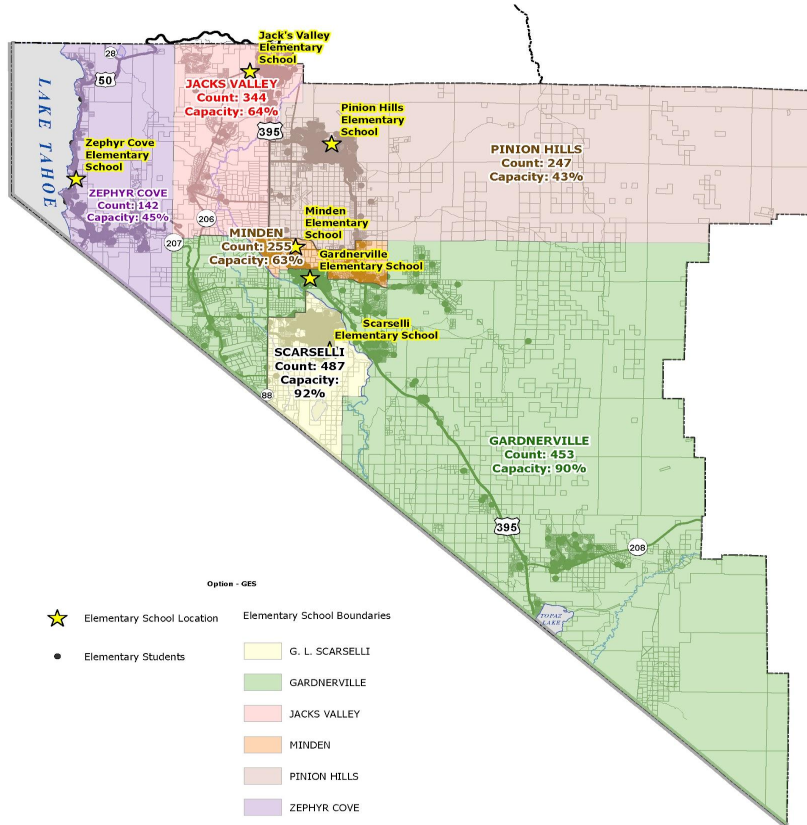 Jack's Valley
Elementary
School
28
50
JACKS VALLEY
Count: 344
Capacity: 64%
LAKE TAHOE
Pinion Hills
Elementary
School
395
Zephyr Cove
Elementary
School
PINION HILLS
Count: 247
Capacity: 43%
ZEPHYR COVE
Count: 142
Capacity: 45%
206
207
Minden
Elementary
School
MINDEN
Count: 255
Capacity: 63%
Gardnerville
Elementary School
Scarselli
Elementary School
SCARSELLI
Count: 487
Capacity:
92%
88
GARDNERVILLE
Count: 453
Capacity: 90%
395
208
TOPAZ
LAKE
Option - GES
Elementary School Location
Elementary Students
Elementary School Boundaries
G. L. SCARSELLI
GARDNERVILLE
JACKS VALLEY
MINDEN
PINION HILLS
ZEPHYR COVE